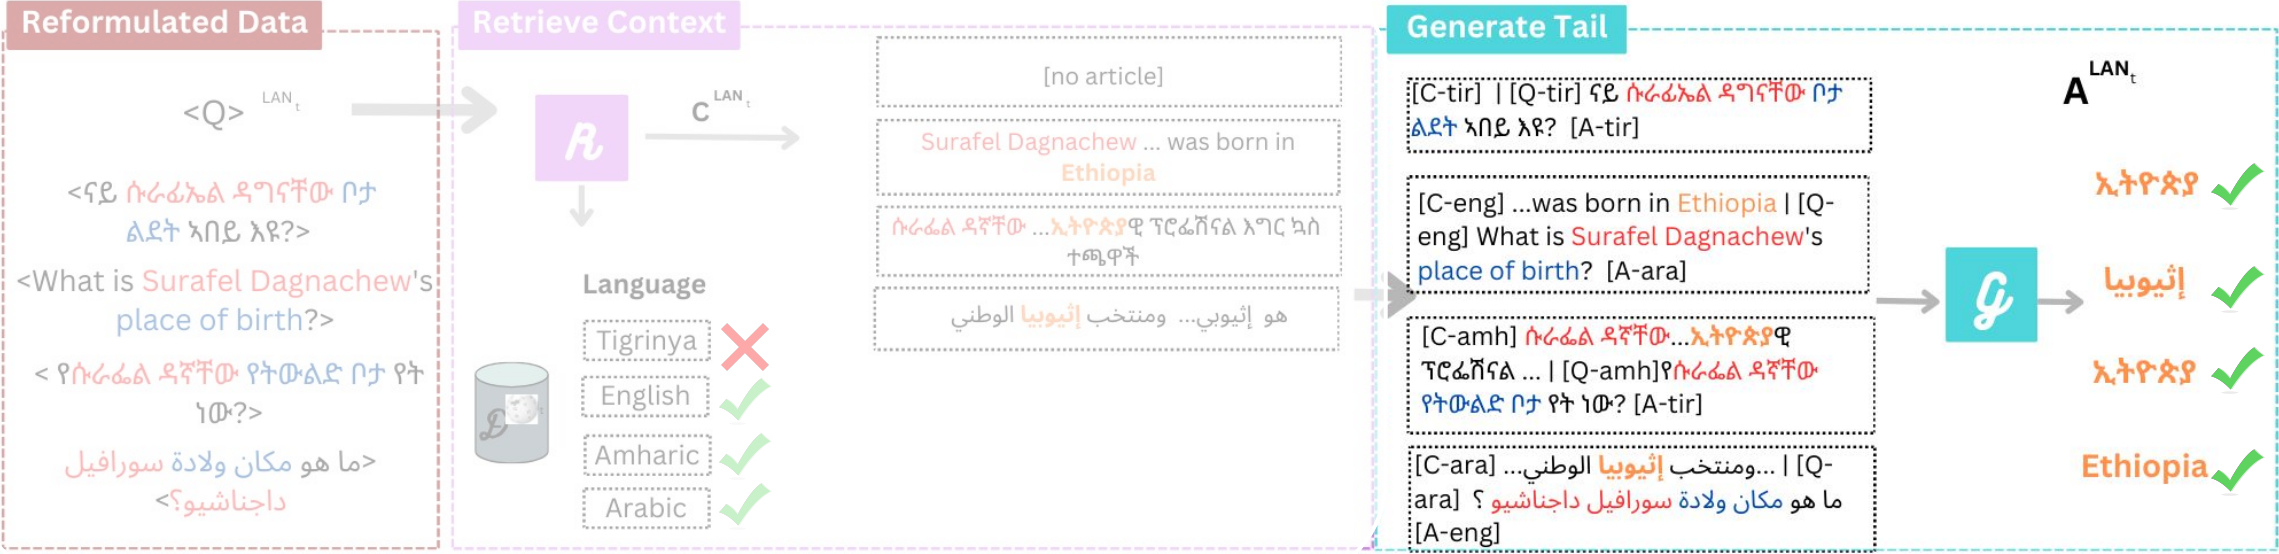 Reformulated Data
<Q> LAN t
<ናይ ሱራፊኤል ዳግናቸው ቦታ
ልደት ኣበይ እዩ?>
<What is Surafel Dagnachew's
place of birth?>
< የሱራፌል ዳኛቸው የትውልድ ቦታ የት
ነው?>
<ما هو مكان ولادة سورافيل
داجناشيو؟>
Retrieve Context
R
C LAN t
Language
Tigrinya
English
Amharic
Arabic
D
[no article]
Surafel Dagnachew ... was born in
Ethiopia
ሱራፌል ዳኛቸው ...ኢትዮጵያዊ ፕሮፌሽናል እግር ኳስ
ተጫዋች
هو إثيوبي... ومنتخب إثيوبيا الوطني
Generate Tail
[C-tir] | [Q-tir] ናይ ሱራፊኤል ዳግናቸው ቦታ
ልደት ኣበይ እዩ? [A-tir]
[C-eng] ...was born in Ethiopia | [Q-
eng] What is Surafel Dagnachew's
place of birth? [A-ara]
[C-amh] ሱራፌል ዳኛቸው...ኢትዮጵያዊ
ፕሮፌሽናል ... | [Q-amh]የሱራፌል ዳኛቸው
የትውልድ ቦታ የት ነው? [A-tir]
[C-ara] ...ومنتخب إثيوبيا الوطني... | [Q-
ara] ما هو مكان ولادة سورافيل داجناشيو ؟
[A-eng]
G
A LAN t
ኢትዮጵያ
إثيوبيا
ኢትዮጵያ
Ethiopia